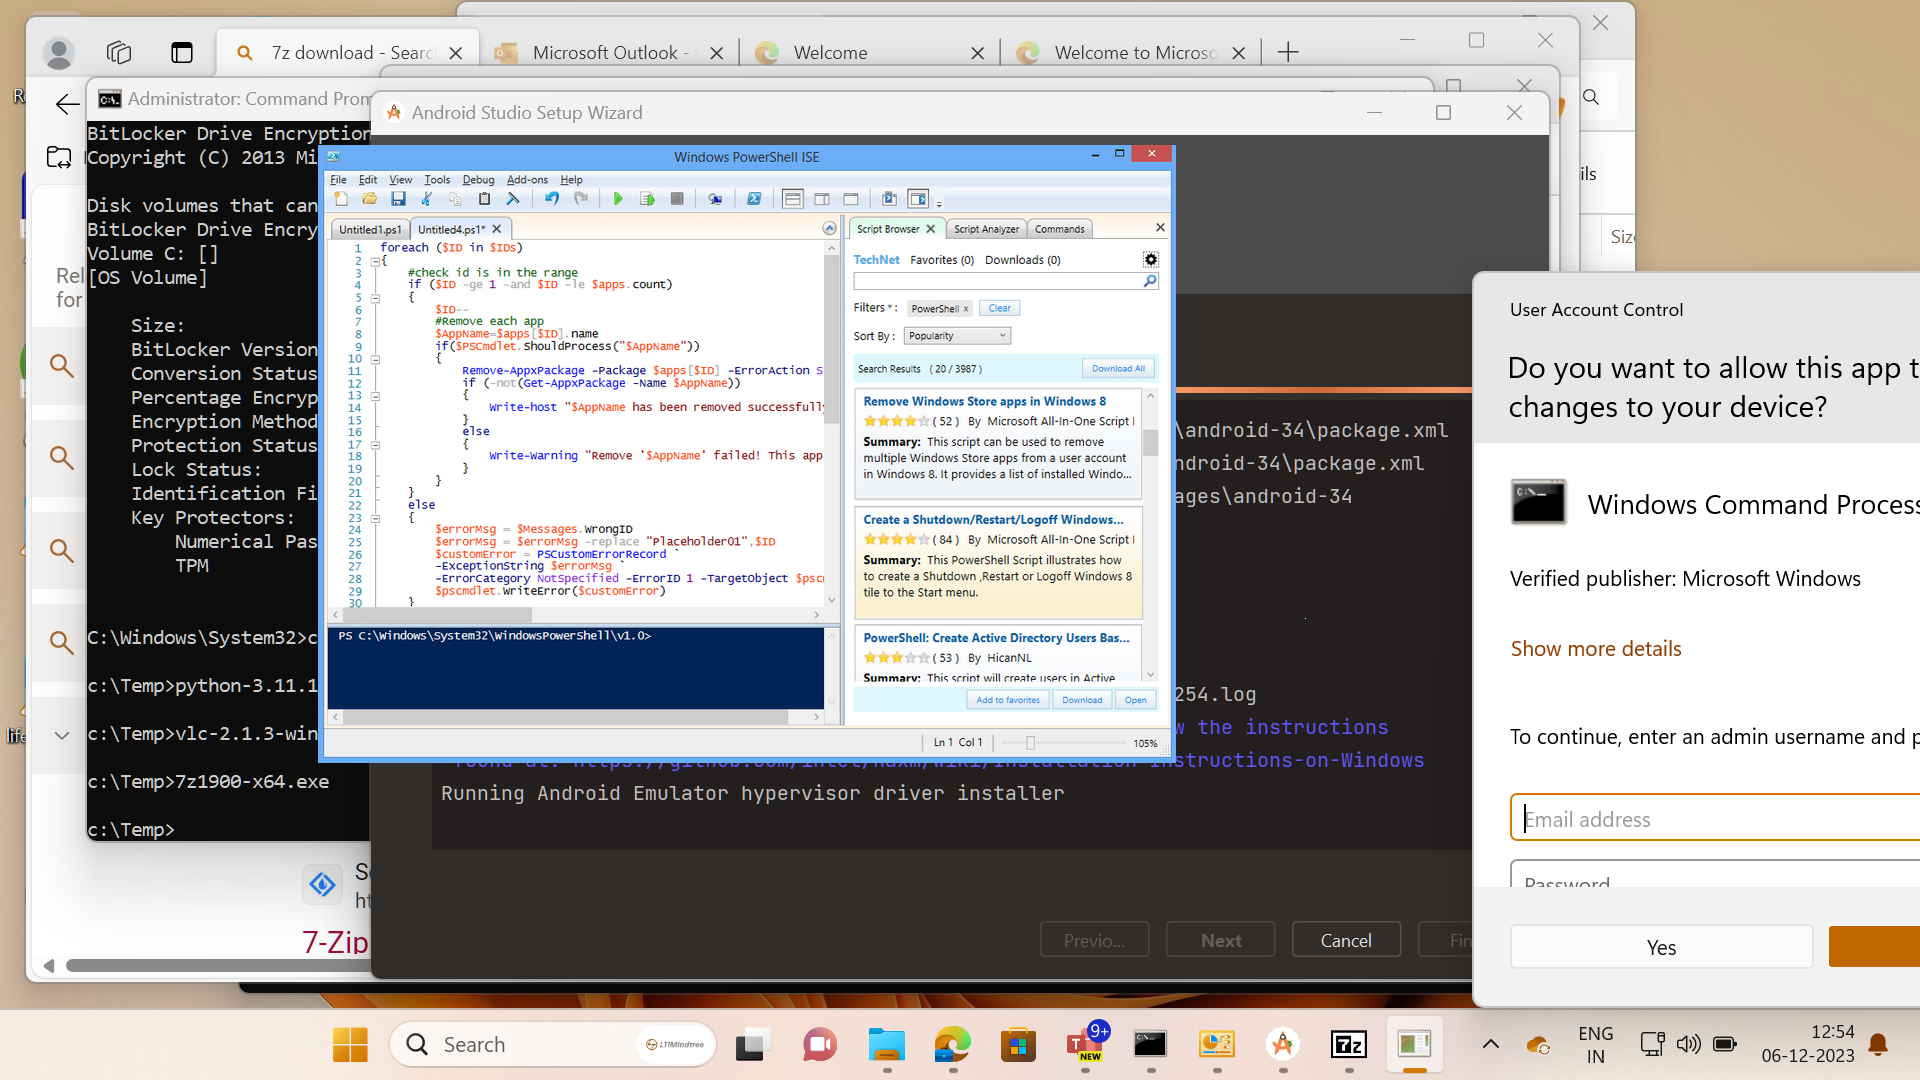 7z download - Searc
Microsoft Outlook -
Welcome
Welcome to Microso
Administrator: Command Prom
BitLocker Drive Encryption
Copyright (C) 2013 Mi
Disk volumes that can
BitLocker Drive Encry
Volume C: []
[OS Volume]
Size:
BitLocker Version
Conversion Status
Percentage Encryp
Encryption Method
Protection Status
Lock Status:
Identification Fi
Key Protectors:
Numerical Pas
TPM
C:\Windows\System32>c
c:\Temp>python-3.11.1
c:\Temp>vlc-2.1.3-win
c:\Temp>7z1900-x64.exe
c:\Temp>
Rel
for
7-Zip
Android Studio Setup Wizard
\android-34\package.xml
ndroid-34\package.xml
ages\android-34
254.log
w the instructions
found at: https://github.com/intel/haxm/wiki/Installation-Instructions-on-Windows
Running Android Emulator hypervisor driver installer
Previo...
Next
Cancel
Fin
Windows PowerShell ISE
File Edit View Tools Debug Add-ons Help
Untitled1.ps1
Untitled4.ps1*
1 foreach ($ID in $IDs)
2 {
3 #check id is in the range
4 if ($ID -ge 1 -and $ID -le $apps.count)
5 {
6 $ID--
7 #Remove each app
8 $AppName=$apps[$ID].name
9 if($PSCmdlet.ShouldProcess("$AppName"))
10 {
11 Remove-AppxPackage -Package $apps[$ID] -ErrorAction S
12 if (-not(Get-AppxPackage -Name $AppName))
13 {
14 Write-host "$AppName has been removed successfully
15 }
16 else
17 {
18 Write-Warning "Remove '$AppName' failed! This app
19 }
20 }
21 }
22 else
23 {
24 $errorMsg = $Messages.WrongID
25 $errorMsg = $errorMsg -replace "Placeholder01",$ID
26 $customError = PSCustomErrorRecord `
27 -ExceptionString $errorMsg `
28 -ErrorCategory NotSpecified -ErrorID 1 -TargetObject $pscm
29 $pscmdlet.WriteError($customError)
30 }
PS C:\Windows\System32\WindowsPowerShell\v1.0>
Script Browser
Script Analyzer
Commands
TechNet Favorites (0) Downloads (0)
Filters : PowerShell x Clear
Sort By : Popularity
Search Results ( 20 / 3987 ) Download All
Remove Windows Store apps in Windows 8
( 52 ) By Microsoft All-In-One Script
Summary: This script can be used to remove
multiple Windows Store apps from a user account
in Windows 8. It provides a list of installed Windo...
Create a Shutdown/Restart/Logoff Windows...
( 84 ) By Microsoft All-In-One Script
Summary: This PowerShell Script illustrates how
to create a Shutdown ,Restart or Logoff Windows 8
tile to the Start menu.
PowerShell: Create Active Directory Users Bas...
( 53 ) By HicanNL
Summary: This script will create users in Active
Add to favorites Download Open
Ln 1 Col 1
105%
ils
Size
User Account Control
Do you want to allow this app t
changes to your device?
Windows Command Process
Verified publisher: Microsoft Windows
Show more details
To continue, enter an admin username and p
Email address
Password
Yes
life
Search
LTIMindtree
9+
NEW
7z
ENG
IN
12:54
06-12-2023